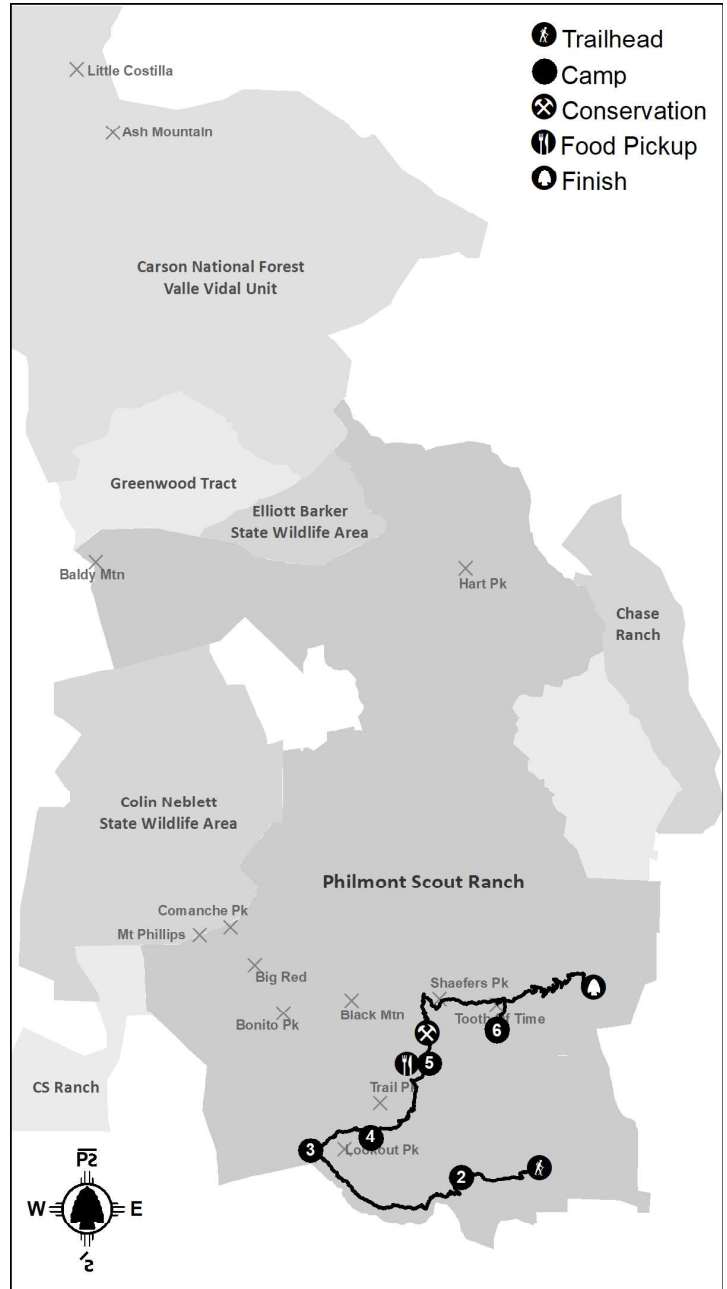 Trailhead
Camp
Conservation
Food Pickup
Finish
Little Costilla
Ash Mountain
Carson National Forest
Valle Vidal Unit
Greenwood Tract
Elliott Barker
State Wildlife Area
Baldy Mtn
Hart Pk
Chase
Ranch
Colin Neblett
State Wildlife Area
Philmont Scout Ranch
Comanche Pk
Mt Phillips
Big Red
Shaefers Pk
Black Mtn
Bonito Pk
Tooth of Time
6
5
CS Ranch
Trail Pk
4
3
Lookout Pk
2
W
E